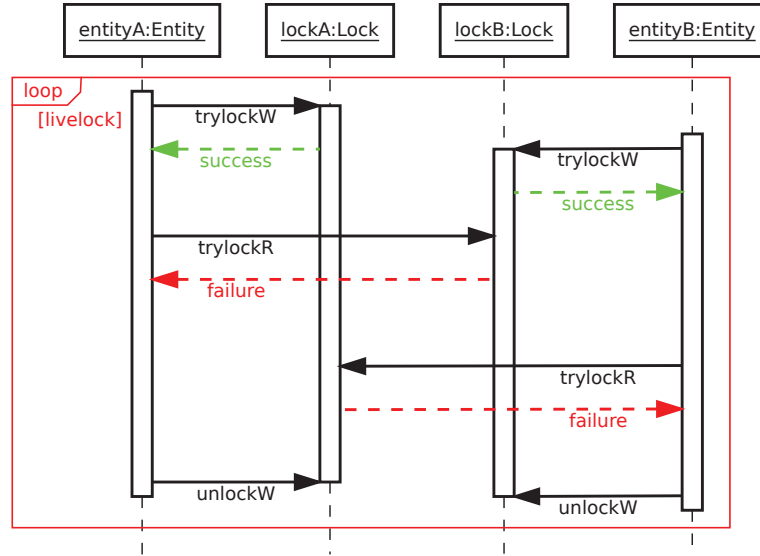 entityA:Entity
lockA:Lock
lockB:Lock
entityB:Entity
loop
[livelock]
trylockW
success
trylockW
success
trylockR
failure
trylockR
failure
unlockW
unlockW